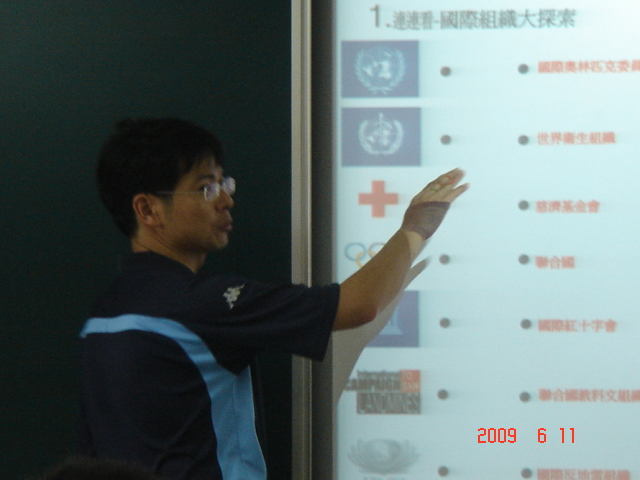 1.連連看-國際組織大探索
國際奧林匹克委員
世界衛生組織
慈濟基金會
聯合國
國際紅十字會
CAMPAIGN
聯合國教科文組織
國際反地雷組織
2009 6 11